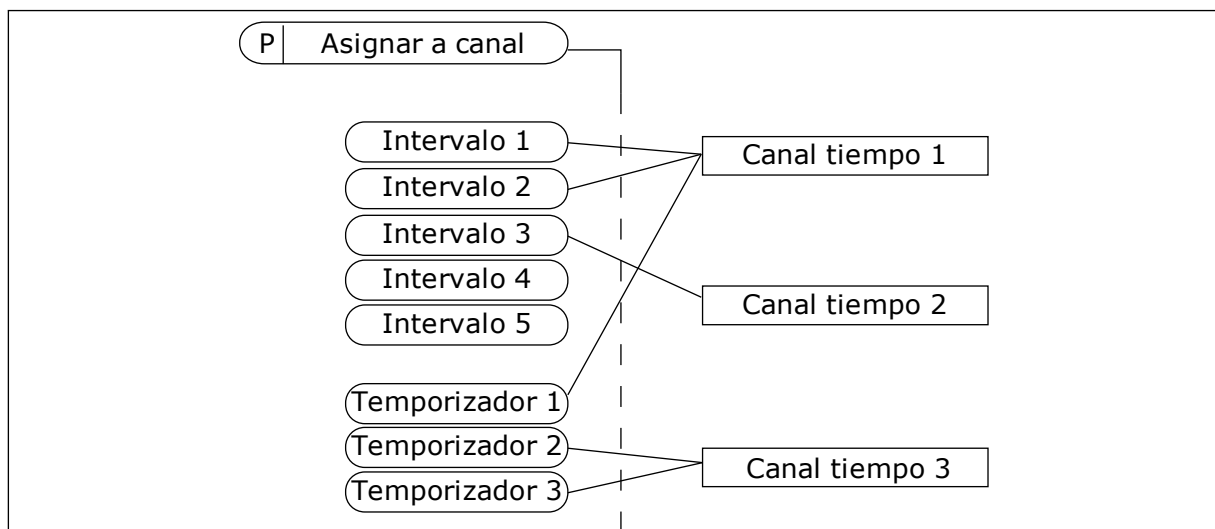 P Asignar a canal
Intervalo 1
Canal tiempo 1
Intervalo 2
Intervalo 3
Intervalo 4
Canal tiempo 2
Intervalo 5
Temporizador 1
Temporizador 2
Canal tiempo 3
Temporizador 3